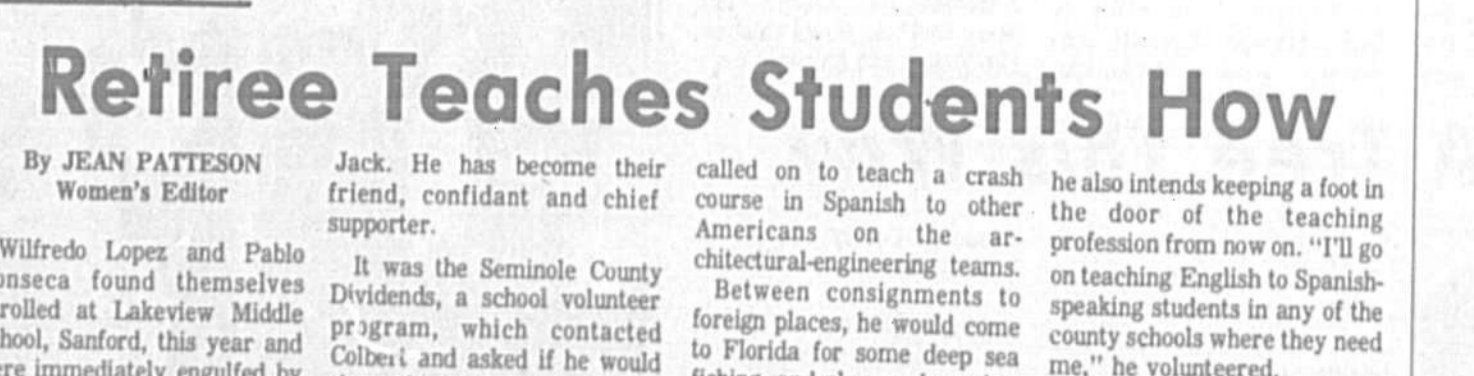 Retiree Teaches Students How
By JEAN PATTESON
Women's Editor
Wilfredo Lopez and Pablo
onseca found themselves
rolled at Lakeview Middle
hool, Sanford, this year and
ere immediately engulfed by
Jack. He has become their
friend, confidant and chief
supporter.
It was the Seminole County
Dividends, a school volunteer
program, which contacted
Colbert and asked if he would
called on to teach a crash
course in Spanish to other
Americans on the ar-
chitectural-engineering teams.
Between consignments to
foreign places, he would come
to Florida for some deep sea
he also intends keeping a foot in
the door of the teaching
profession from now on. "I'll go
on teaching English to Spanish-
speaking students in any of the
county schools where they need
me," he volunteered.